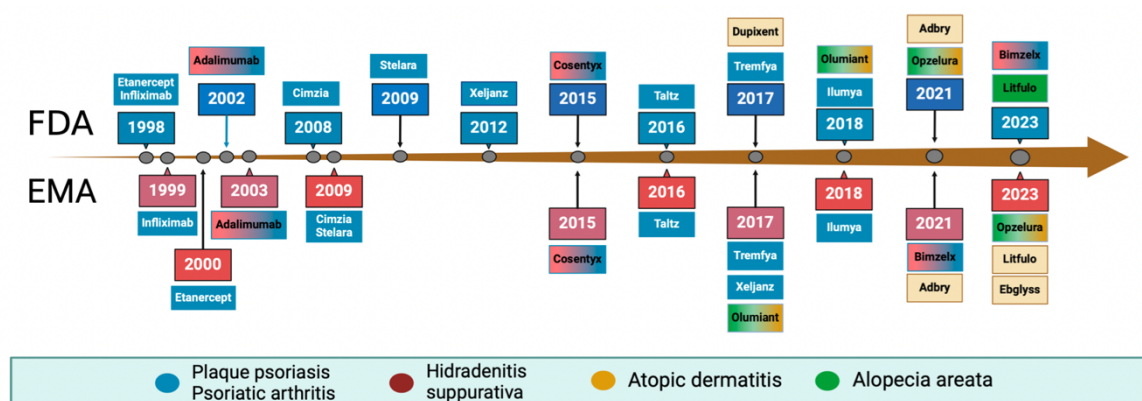 Dupixent
Adbry
Adalimumab
Stelara
Cosentyx
Tremfya
Olumiant
Opzelura
Bimzelx
Etanercept
Infliximab
Cimzia
Xeljanz
Taltz
Ilumya
Litfulo
FDA
1998
2002
2008
2009
2012
2015
2016
2017
2018
2021
2023
EMA
1999
2003
2009
2016
2018
2023
Infliximab
Adalimumab
Cimzia
Stelara
2015
Taltz
2017
Ilumya
2021
Opzelura
2000
Cosentyx
Tremfya
Bimzelx
Litfulo
Etanercept
Xeljanz
Adbry
Ebglyss
Olumiant
Plaque psoriasis
Psoriatic arthritis
Hidradenitis
suppurativa
Atopic dermatitis
Alopecia areata